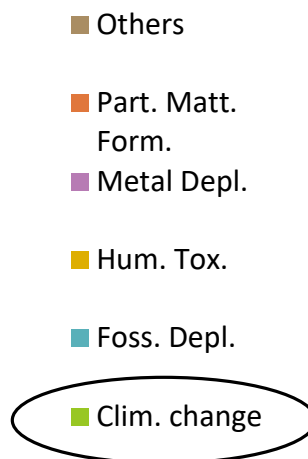 Others
Part. Matt.
Form.
Metal Depl.
Hum. Tox.
Foss. Depl.
Clim. change